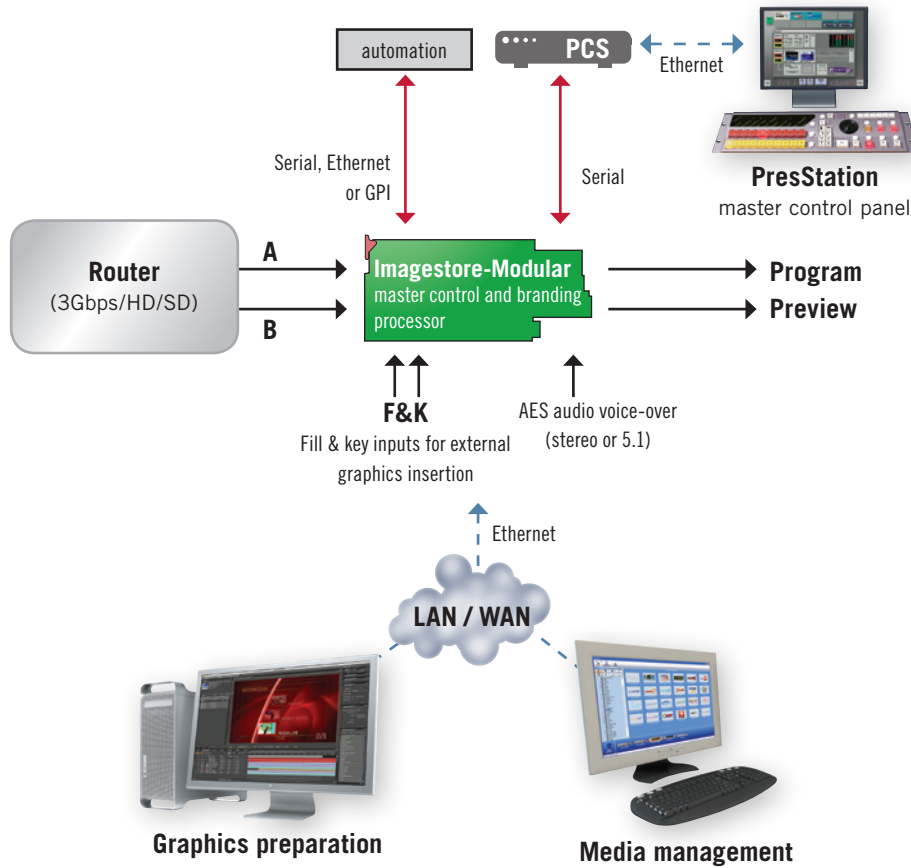 automation
PCS
Ethernet
Serial, Ethernet
or GPI
Serial
PresStation
master control panel
Router
(3Gbps/HD/SD)
A
B
Imagestore-Modular
master control and branding
processor
Program
Preview
F&K
Fill & key inputs for external
graphics insertion
AES audio voice-over
(stereo or 5.1)
Ethernet
LAN / WAN
Graphics preparation
Media management